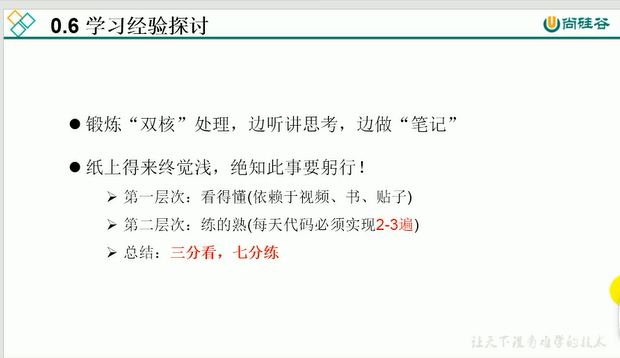 0.6 学习经验探讨
尚硅谷
● 锻炼“双核”处理，边听讲思考，边做“笔记”
● 纸上得来终觉浅，绝知此事要躬行！
➢ 第一层次：看得懂(依赖于视频、书、贴子)
➢ 第二层次：练的熟(每天代码必须实现2-3遍)
➢ 总结：三分看，七分练
让天下没有难学的技术